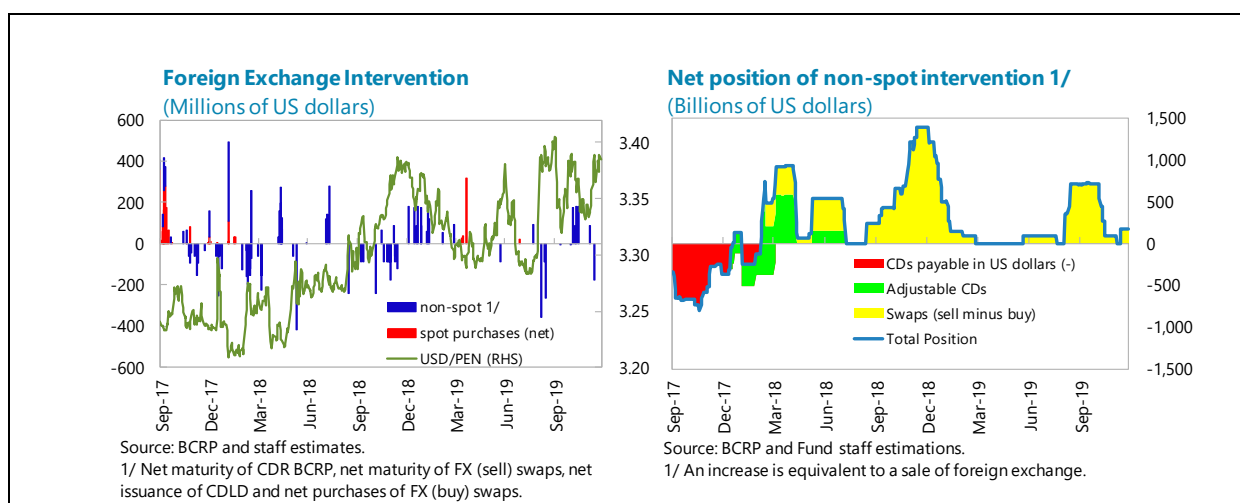 Foreign Exchange Intervention
(Millions of US dollars)
600
400
200
0
-200
-400
-600
3.40
3.35
3.30
3.25
3.20
non-spot 1/
spot purchases (net)
USD/PEN (RHS)
Sep-17
Dec-17
Mar-18
Jun-18
Sep-18
Dec-18
Mar-19
Jun-19
Sep-19
Source: BCRP and staff estimates.
1/ Net maturity of CDR BCRP, net maturity of FX (sell) swaps, net
issuance of CDLD and net purchases of FX (buy) swaps.
Net position of non-spot intervention 1/
(Billions of US dollars)
1,500
1,000
500
0
-500
-1,000
-1,500
CDs payable in US dollars (-)
Adjustable CDs
Swaps (sell minus buy)
Total Position
Sep-17
Dec-17
Mar-18
Jun-18
Sep-18
Dec-18
Mar-19
Jun-19
Sep-19
Source: BCRP and Fund staff estimations.
1/ An increase is equivalent to a sale of foreign exchange.